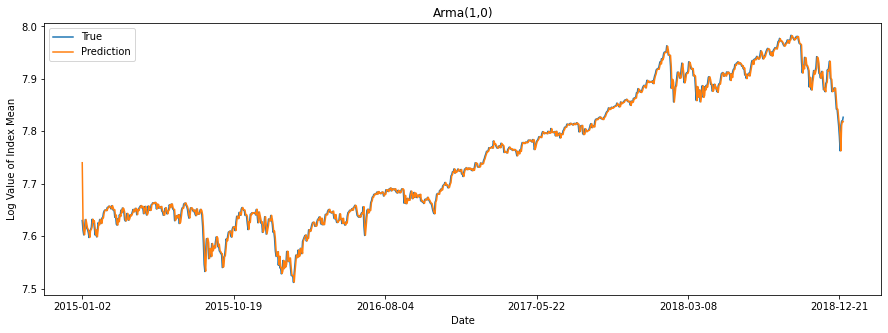 Arma(1,0)
True
Prediction
Log Value of Index Mean
8.0
7.9
7.8
7.7
7.6
7.5
2015-01-02 2015-10-19 2016-08-04 2017-05-22 2018-03-08 2018-12-21
Date